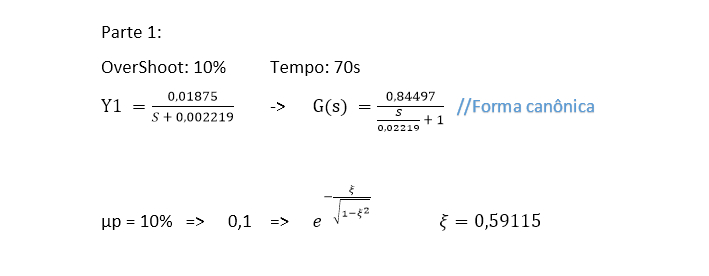 Parte 1:
OverShoot: 10% Tempo: 70s
Y1 = 0,01875 / (S + 0,002219) -> G(s) = 0,84497 / (S / 0,02219 + 1) //Forma canônica
μp = 10% => 0,1 => e^(−ξ / √(1−ξ²)) ξ = 0,59115